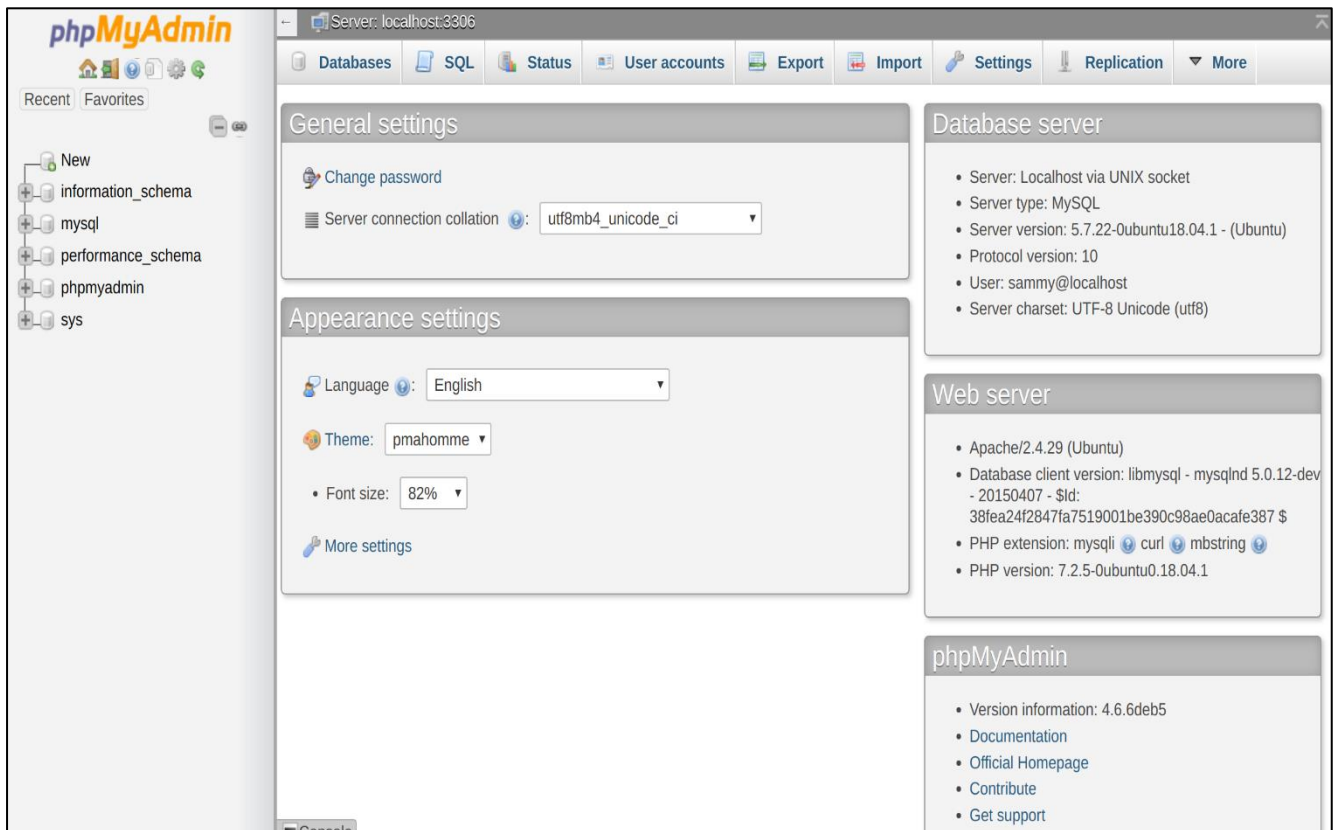 phpMyAdmin
Recent Favorites
New
information_schema
mysql
performance_schema
phpmyadmin
sys
Server: localhost:3306
Databases SQL Status User accounts Export Import Settings Replication More
General settings
Change password
Server connection collation : utf8mb4_unicode_ci
Appearance settings
Language : English
Theme: pmahomme
• Font size: 82%
More settings
Database server
• Server: Localhost via UNIX socket
• Server type: MySQL
• Server version: 5.7.22-0ubuntu18.04.1 - (Ubuntu)
• Protocol version: 10
• User: sammy@localhost
• Server charset: UTF-8 Unicode (utf8)
Web server
• Apache/2.4.29 (Ubuntu)
• Database client version: libmysql - mysqlnd 5.0.12-dev
- 20150407 - $Id:
38fea24f2847fa7519001be390c98ae0acafe387 $
• PHP extension: mysqli curl mbstring
• PHP version: 7.2.5-0ubuntu0.18.04.1
phpMyAdmin
• Version information: 4.6.6deb5
• Documentation
• Official Homepage
• Contribute
• Get support
Console